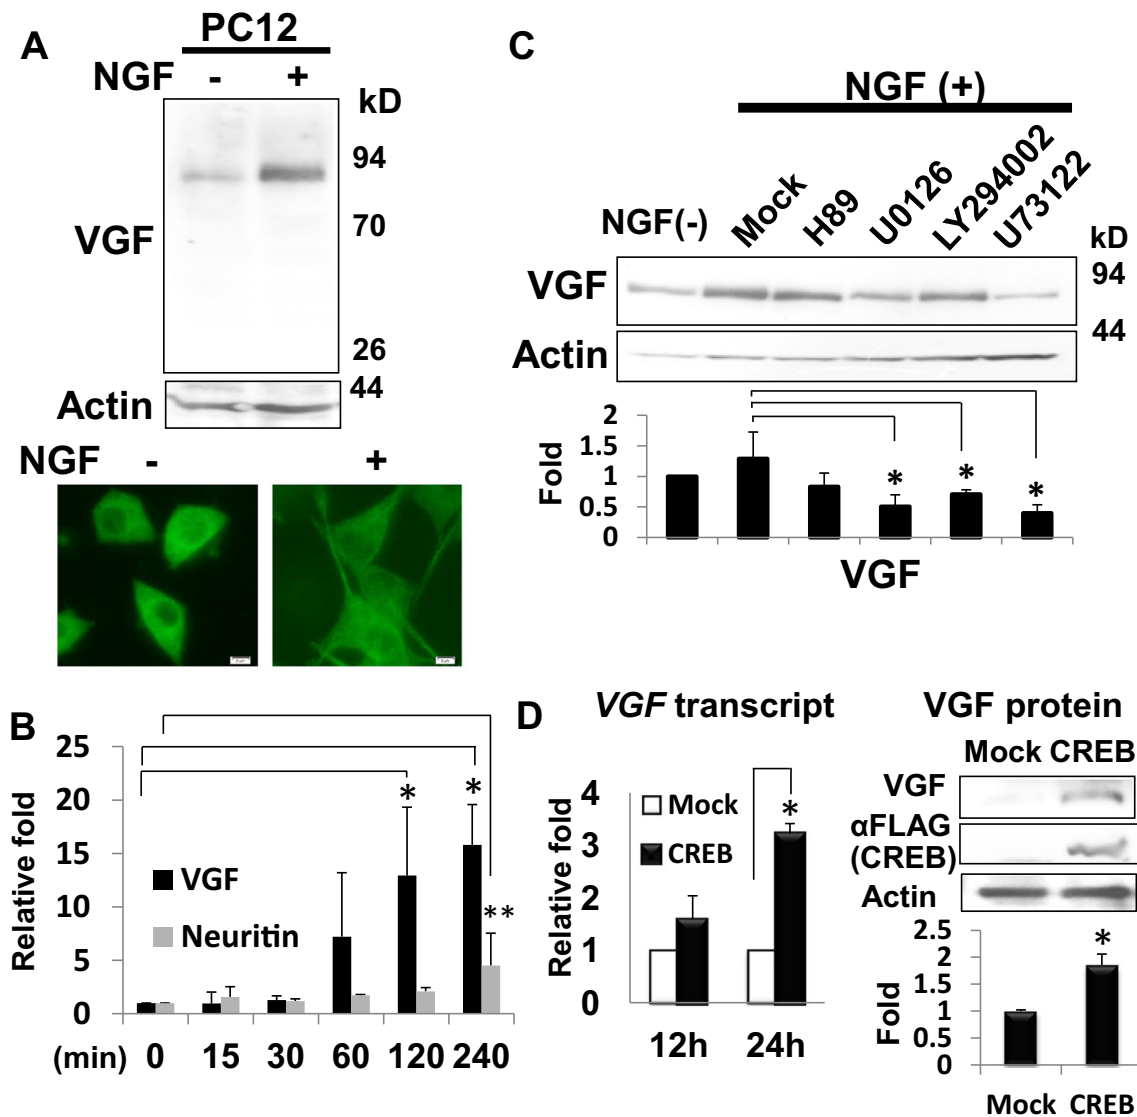 A
PC12
NGF - +
kD
94
VGF
70
26
Actin
44
NGF - +
B
Relative fold
25
20
15
10
5
0
* *
**
VGF
Neuritin
(min) 0 15 30 60 120 240
C
NGF (+)
NGF(-) Mock H89 U0126 LY294002 U73122
kD
VGF
94
44
Actin
Fold
2
1.5
1
0.5
0
* * *
VGF
D
VGF transcript
Relative fold
4
3
2
1
0
Mock
CREB
*
12h 24h
VGF protein
Mock CREB
VGF
αFLAG
(CREB)
Actin
Fold
2.5
2
1.5
1
0.5
0
*
Mock CREB